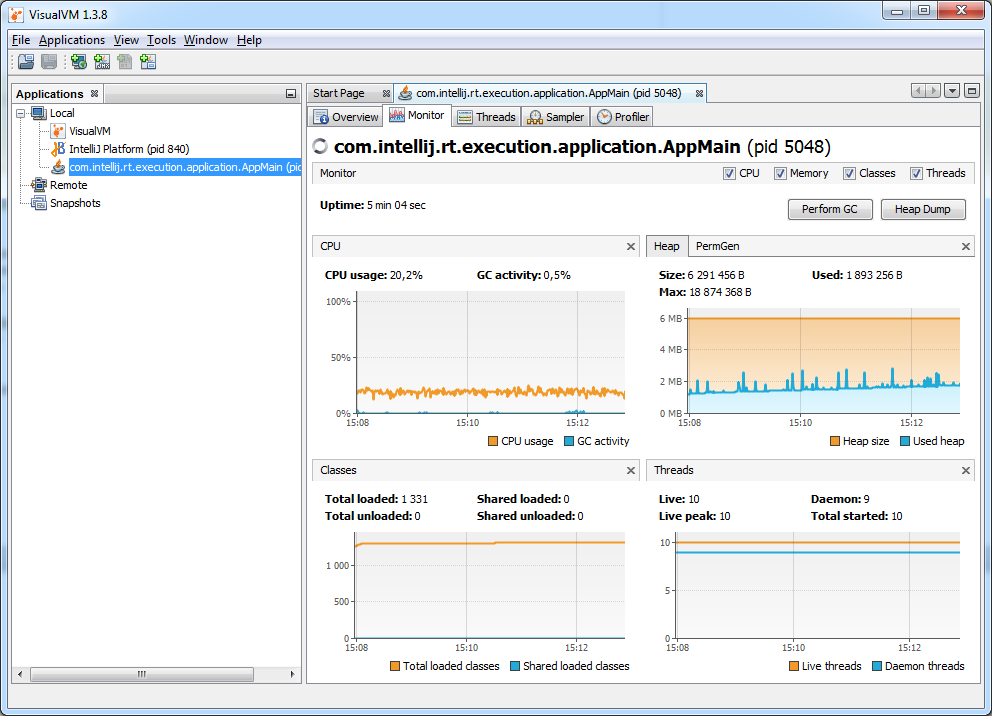 VisualVM 1.3.8
File Applications View Tools Window Help
Applications
Local
VisualVM
IntelliJ Platform (pid 840)
com.intellij.rt.execution.application.AppMain (pid
Remote
Snapshots
Start Page com.intellij.rt.execution.application.AppMain (pid 5048)
Overview Monitor Threads Sampler Profiler
com.intellij.rt.execution.application.AppMain (pid 5048)
Monitor CPU Memory Classes Threads
Uptime: 5 min 04 sec
Perform GC Heap Dump
CPU
CPU usage: 20,2% GC activity: 0,5%
100%
50%
0%
15:08 15:10 15:12
CPU usage GC activity
Heap PermGen
Size: 6 291 456 B Used: 1 893 256 B
Max: 18 874 368 B
6 MB
4 MB
2 MB
0 MB
15:08 15:10 15:12
Heap size Used heap
Classes
Total loaded: 1 331 Shared loaded: 0
Total unloaded: 0 Shared unloaded: 0
1 000
500
0
15:08 15:10 15:12
Total loaded classes Shared loaded classes
Threads
Live: 10 Daemon: 9
Live peak: 10 Total started: 10
10
5
0
15:08 15:10 15:12
Live threads Daemon threads